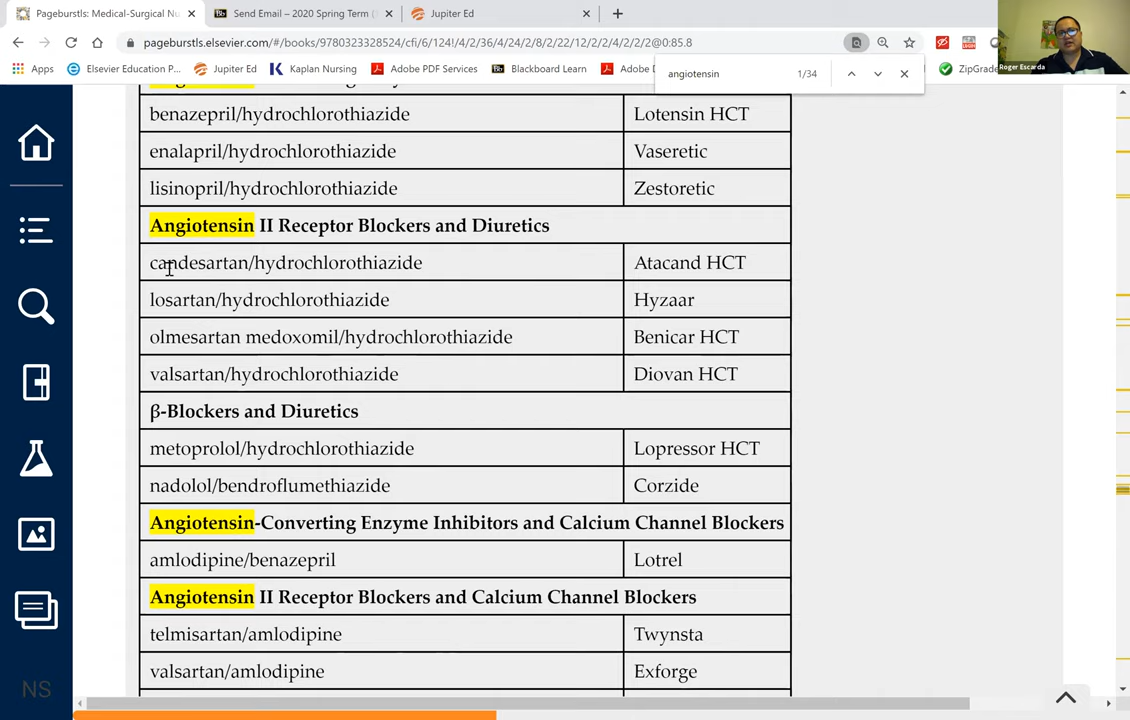 Pageburstls: Medical-Surgical Nu
Send Email – 2020 Spring Term (
Jupiter Ed
pageburstls.elsevier.com/#/books/9780323328524/cfi/6/124!/4/2/36/4/24/2/8/2/22/12/2/2/4/2/2/2@0:85.8
Apps Elsevier Education P... Jupiter Ed Kaplan Nursing Adobe PDF Services Blackboard Learn Adobe D ZipGrade
angiotensin 1/34
Roger Escarda
benazepril/hydrochlorothiazide Lotensin HCT
enalapril/hydrochlorothiazide Vaseretic
lisinopril/hydrochlorothiazide Zestoretic
Angiotensin II Receptor Blockers and Diuretics
candesartan/hydrochlorothiazide Atacand HCT
losartan/hydrochlorothiazide Hyzaar
olmesartan medoxomil/hydrochlorothiazide Benicar HCT
valsartan/hydrochlorothiazide Diovan HCT
β-Blockers and Diuretics
metoprolol/hydrochlorothiazide Lopressor HCT
nadolol/bendroflumethiazide Corzide
Angiotensin-Converting Enzyme Inhibitors and Calcium Channel Blockers
amlodipine/benazepril Lotrel
Angiotensin II Receptor Blockers and Calcium Channel Blockers
telmisartan/amlodipine Twynsta
valsartan/amlodipine Exforge
NS